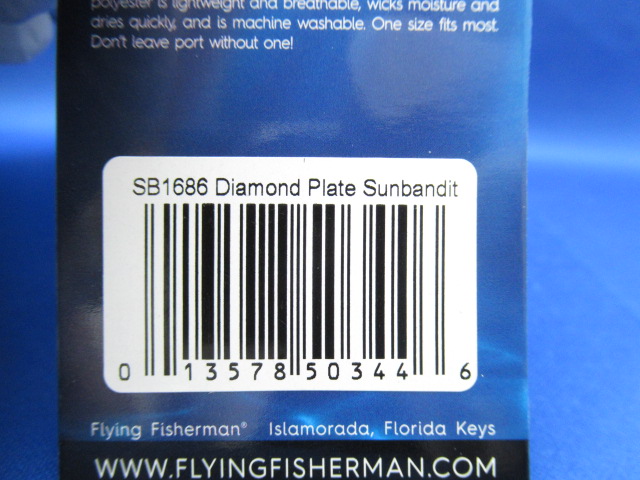 polyester is lightweight and breathable, wicks moisture and
dries quickly, and is machine washable. One size fits most.
Don't leave port without one!
SB1686 Diamond Plate Sunbandit
0 13578 50344 6
Flying Fisherman® Islamorada, Florida Keys
WWW.FLYINGFISHERMAN.COM